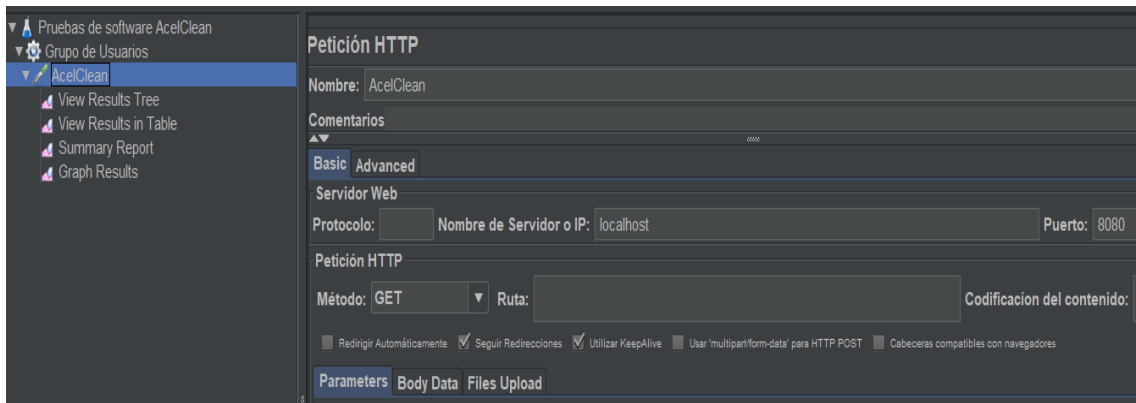 Pruebas de software AcelClean
Grupo de Usuarios
AcelClean
View Results Tree
View Results in Table
Summary Report
Graph Results
Petición HTTP
Nombre: AcelClean
Comentarios
Basic Advanced
Servidor Web
Protocolo: Nombre de Servidor o IP: localhost Puerto: 8080
Petición HTTP
Método: GET Ruta: Codificacion del contenido:
Redirigir Automáticamente Seguir Redirecciones Utilizar KeepAlive Usar 'multipart/form-data' para HTTP POST Cabeceras compatibles con navegadores
Parameters Body Data Files Upload